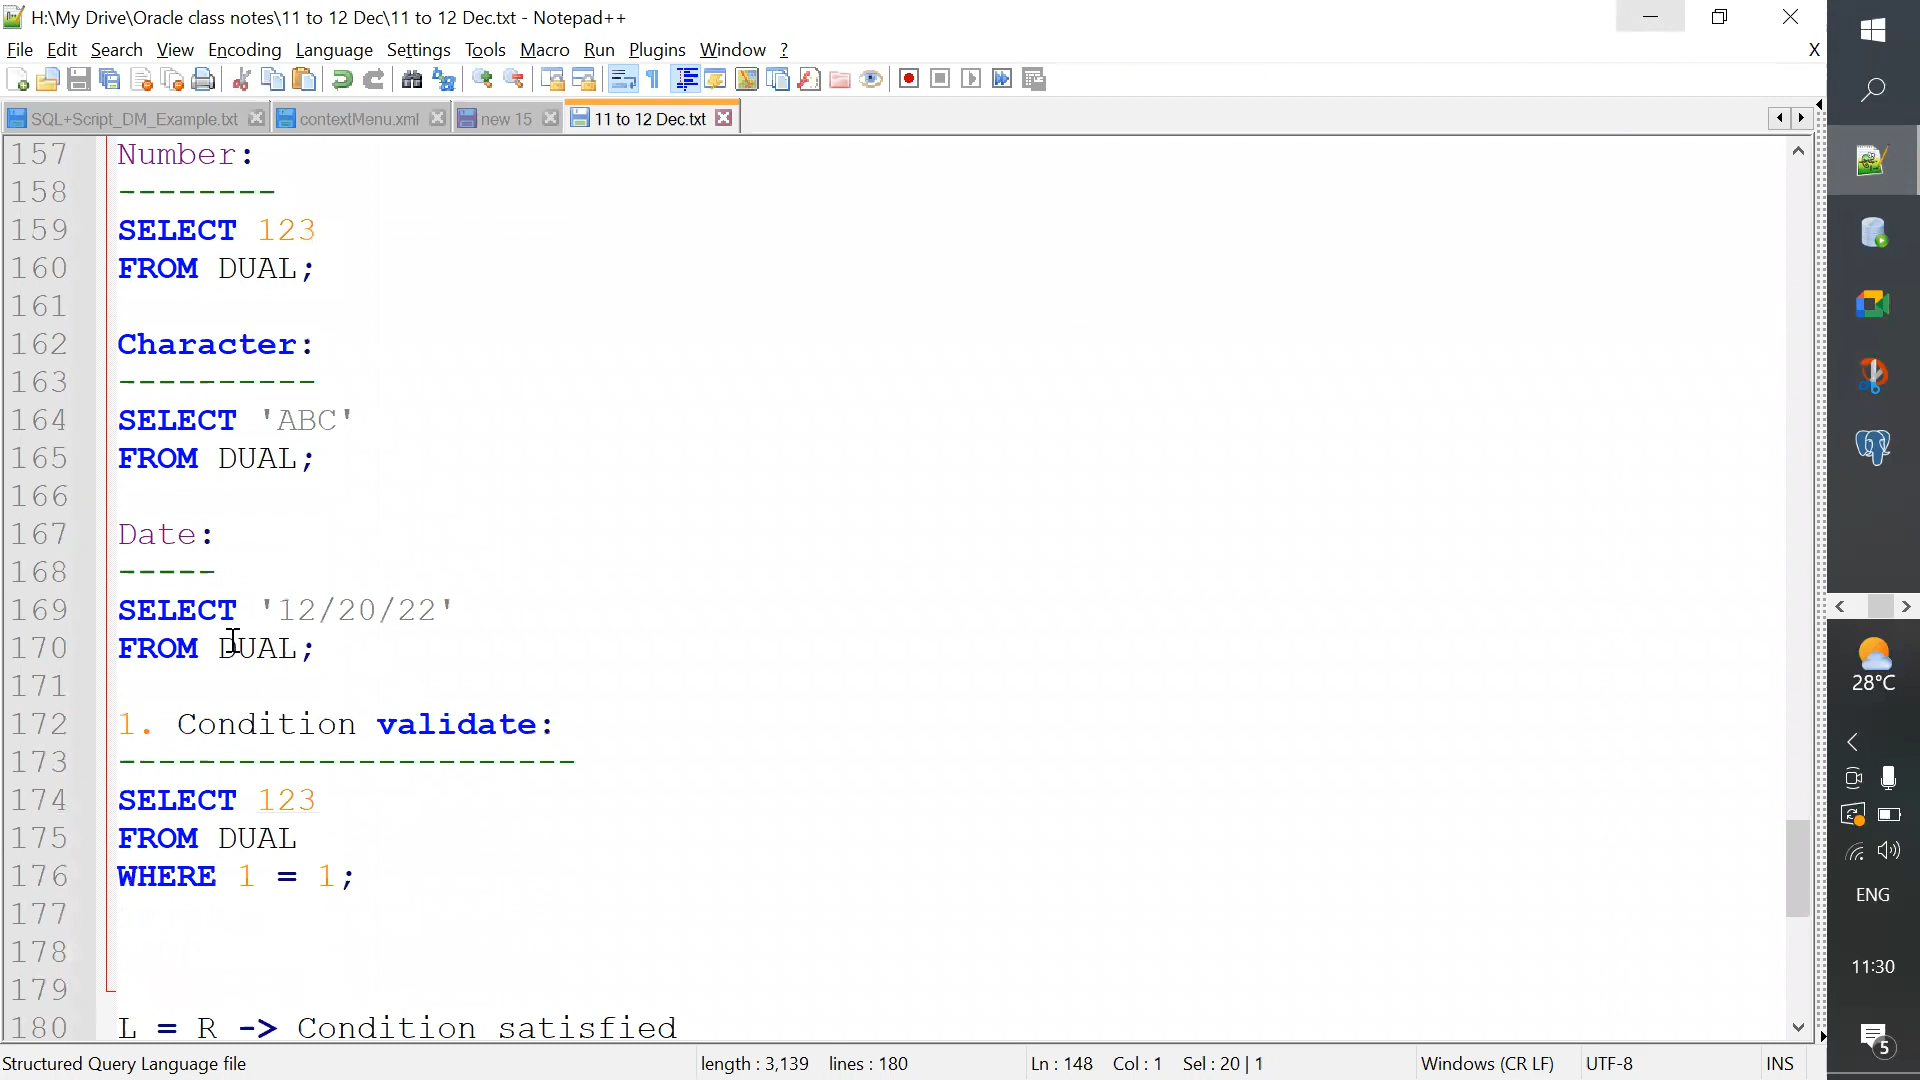 H:\My Drive\Oracle class notes\11 to 12 Dec\11 to 12 Dec.txt - Notepad++
File Edit Search View Encoding Language Settings Tools Macro Run Plugins Window ? X
SQL+Script_DM_Example.txt contextMenu.xml new 15 11 to 12 Dec.txt
157 Number:
158 --------
159 SELECT 123
160 FROM DUAL;
161
162 Character:
163 ----------
164 SELECT 'ABC'
165 FROM DUAL;
166
167 Date:
168 -----
169 SELECT '12/20/22'
170 FROM DUAL;
171
172 1. Condition validate:
173 -----------------------
174 SELECT 123
175 FROM DUAL
176 WHERE 1 = 1;
177
178
179
180 L = R -> Condition satisfied
Structured Query Language file length : 3,139 lines : 180 Ln : 148 Col : 1 Sel : 20 | 1 Windows (CR LF) UTF-8 INS
28°C
ENG
11:30
5